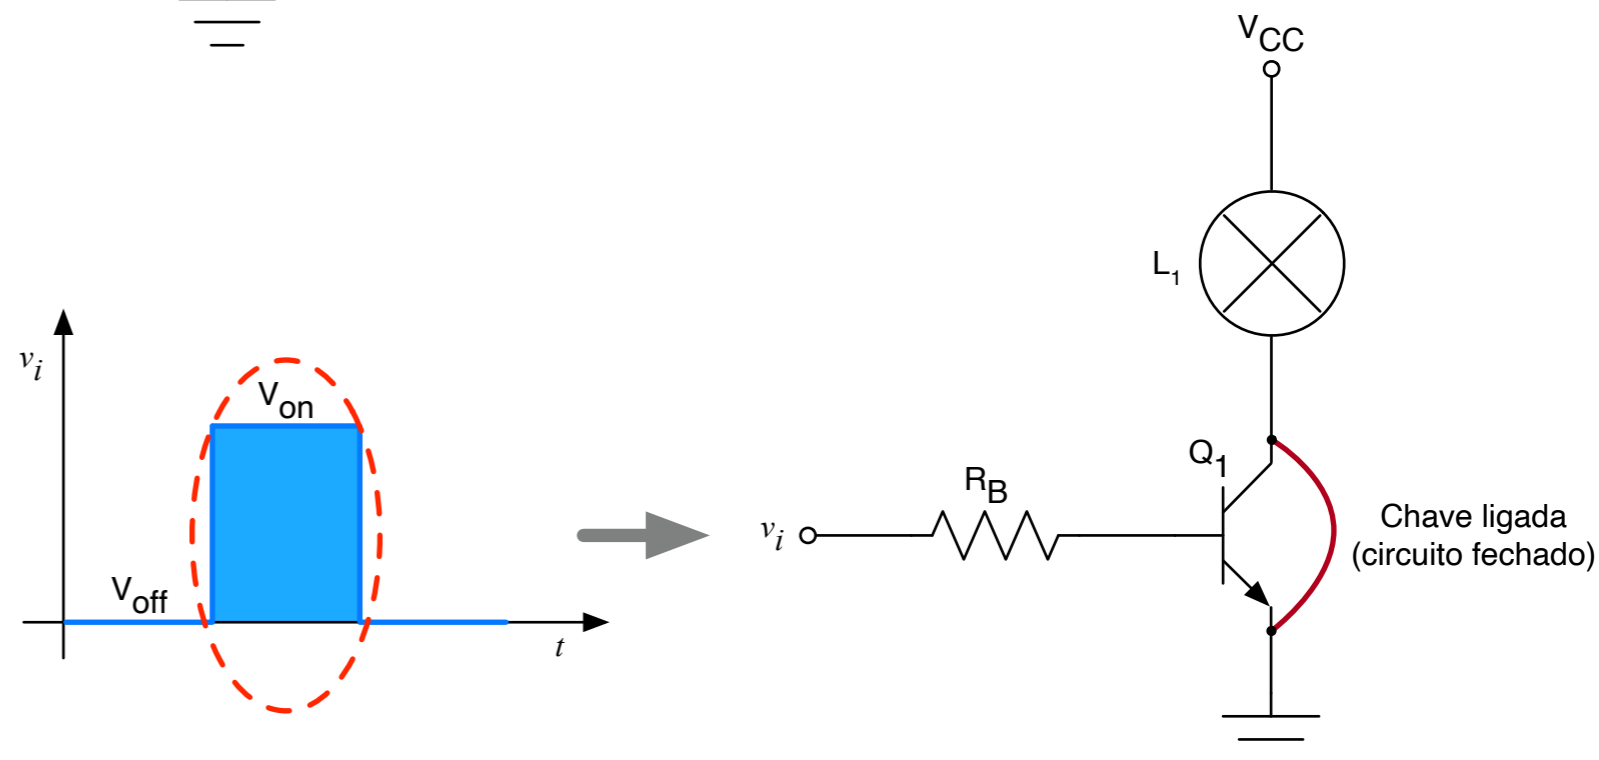 VCC
L1
vi
Von
Q1
RB
vi
Chave ligada
(circuito fechado)
Voff
t